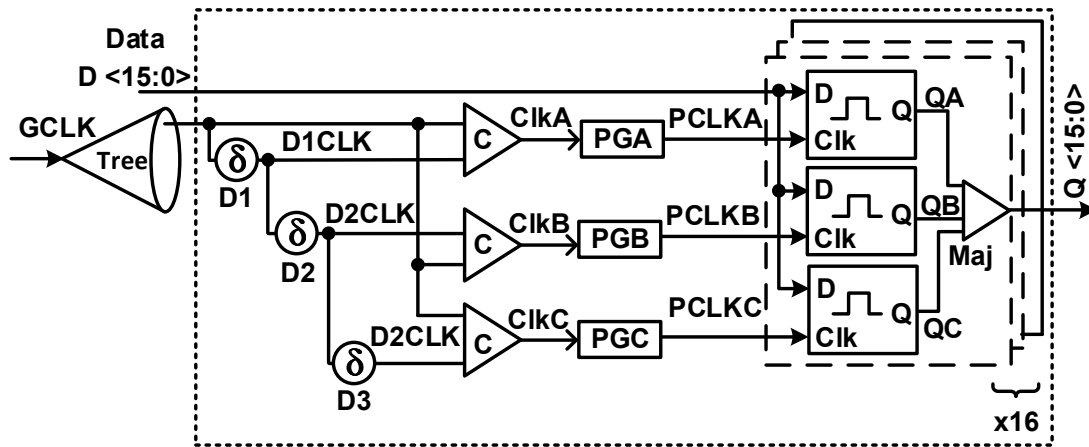 Data
D <15:0>
GCLK
Tree
δ
D1
D1CLK
C
ClkA
PGA
PCLKA
D
Q
Clk
QA
δ
D2
D2CLK
C
ClkB
PGB
PCLKB
D
Q
Clk
QB
Maj
Q <15:0>
δ
D3
D2CLK
C
ClkC
PGC
PCLKC
D
Q
Clk
QC
x16